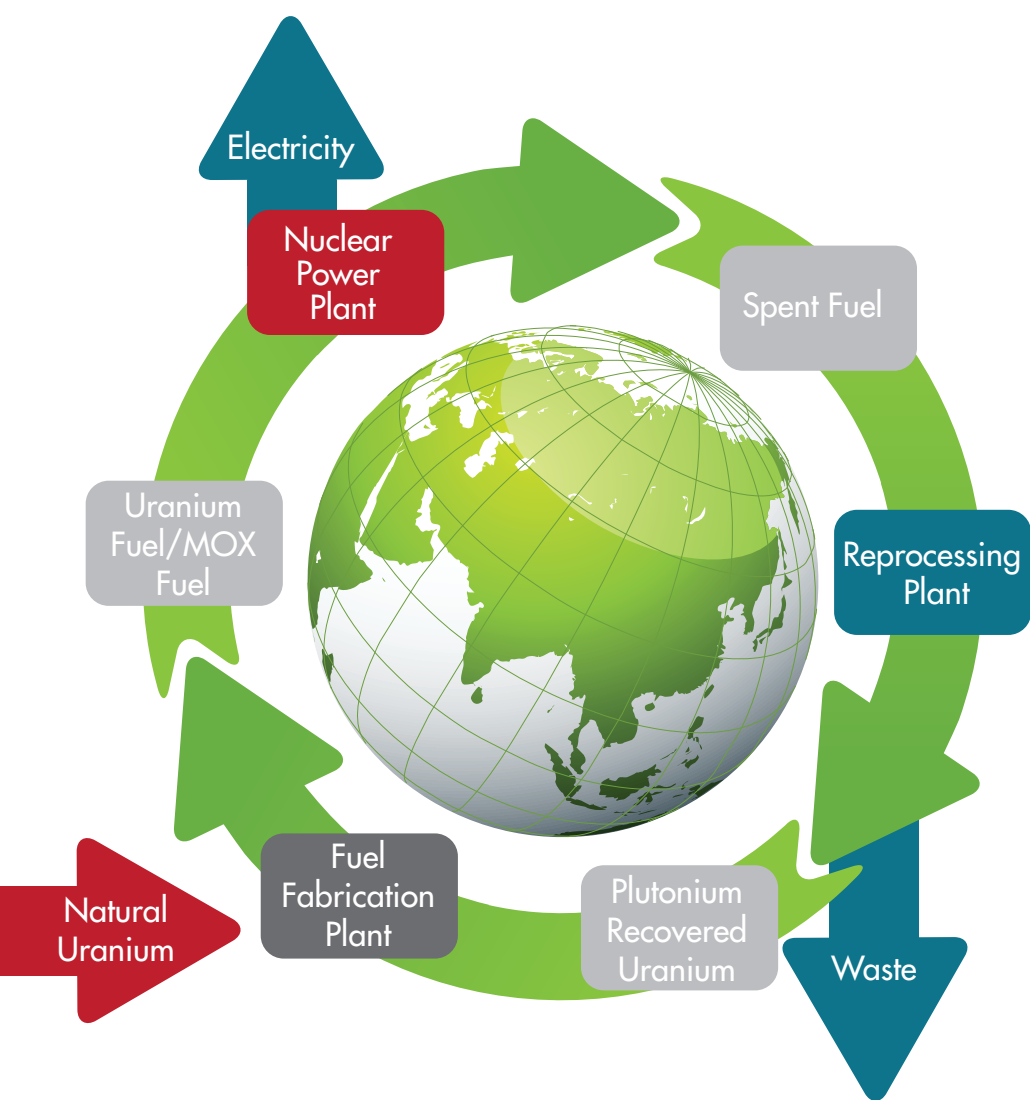 Electricity
Nuclear
Power
Plant
Spent Fuel
Uranium
Fuel/MOX
Fuel
Reprocessing
Plant
Fuel
Fabrication
Plant
Plutonium
Recovered
Uranium
Natural
Uranium
Waste